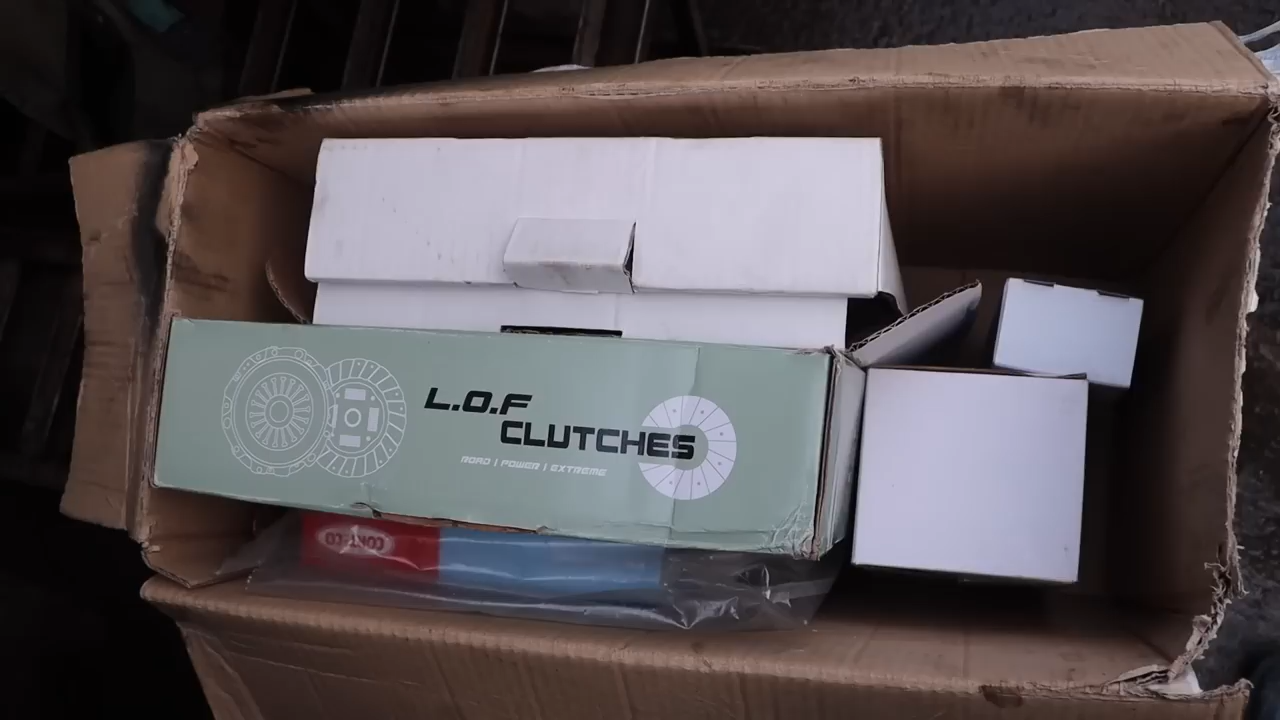 L.O.F
CLUTCHES
ROAD | POWER | EXTREME